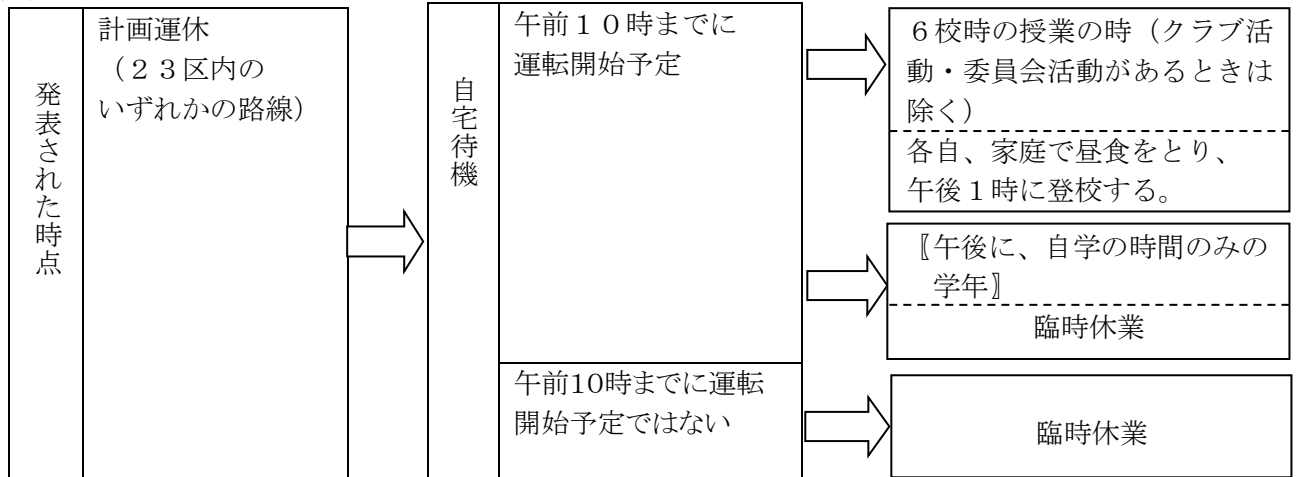 発表された時点
計画運休
（２３区内の
いずれかの路線）
自宅待機
午前１０時までに
運転開始予定
６校時の授業の時（クラブ活
動・委員会活動があるときは
除く）
各自、家庭で昼食をとり、
午後１時に登校する。
〖午後に、自学の時間のみの
学年〗
臨時休業
午前10時までに運転
開始予定ではない
臨時休業